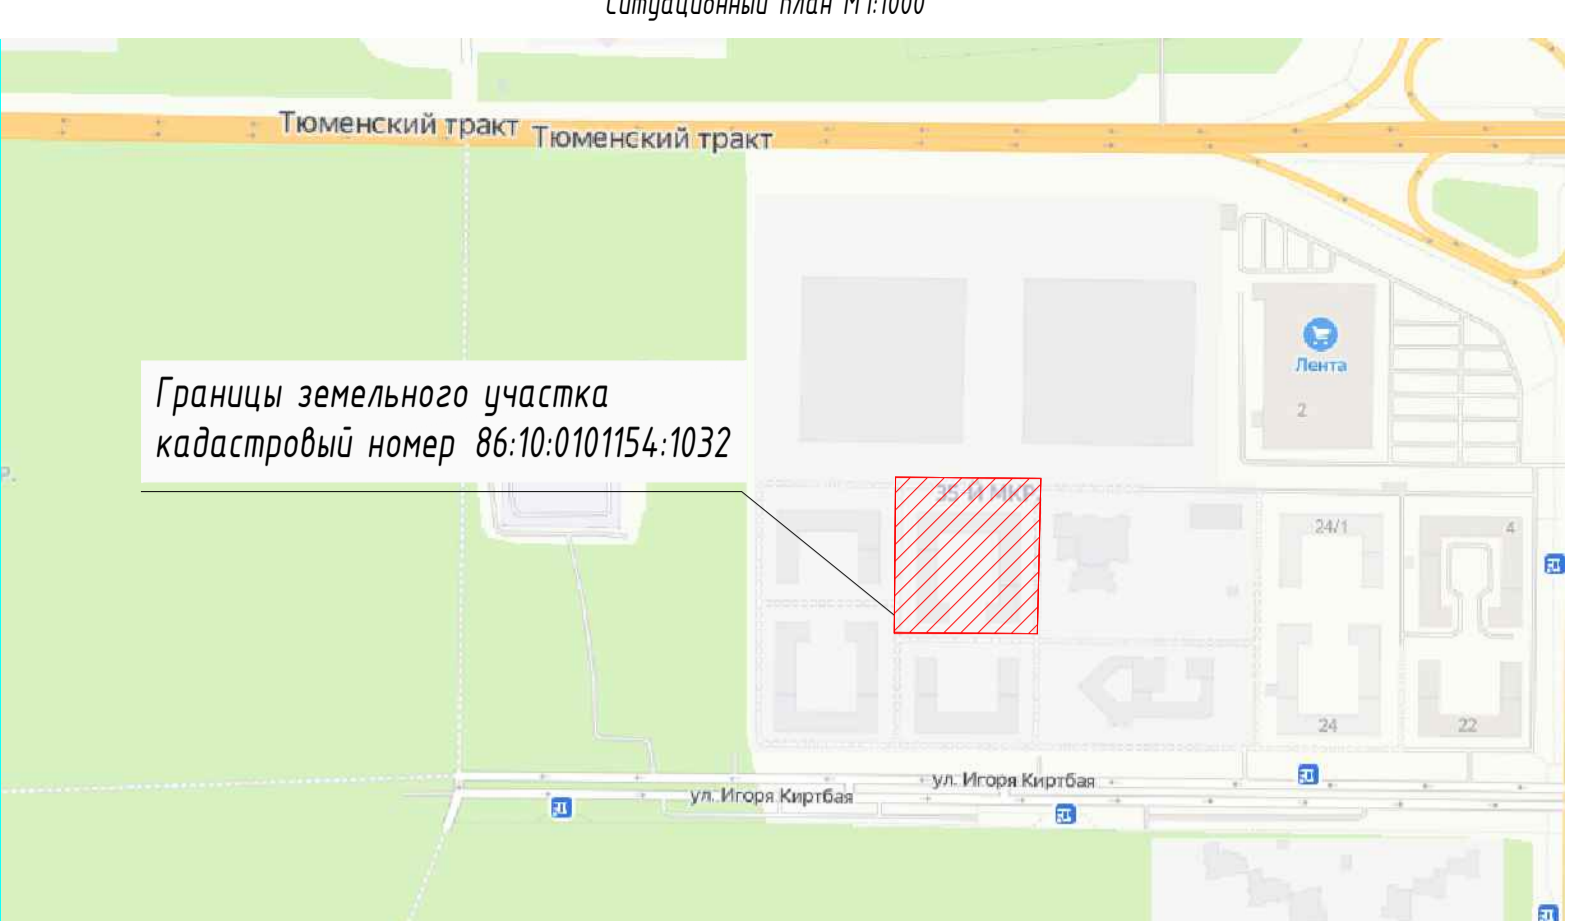 Ситуационный план М 1:1000
Тюменский тракт
Тюменский тракт
Лента
2
Границы земельного участка
кадастровый номер 86:10:0101154:1032
Р.
35-Й МКР.
24/1
4
24
22
ул. Игоря Киртбая
ул. Игоря Киртбая